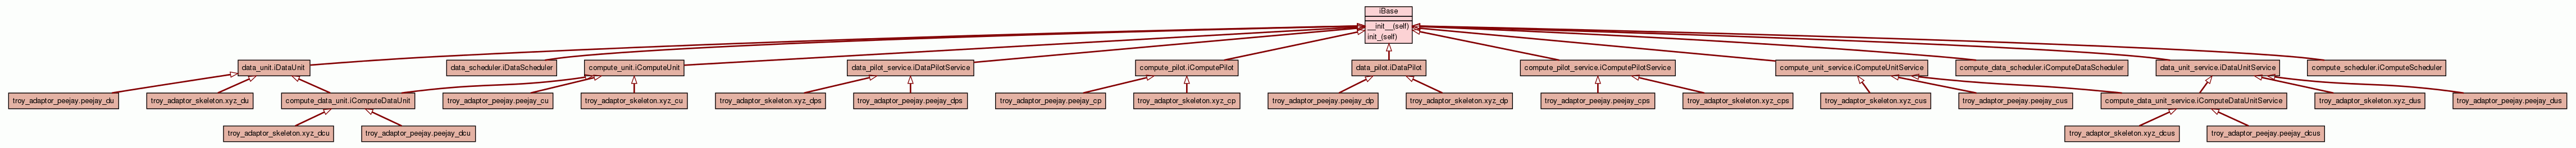 iBase
__init__(self)
init_(self)
data_unit.iDataUnit
data_scheduler.iDataScheduler
compute_unit.iComputeUnit
data_pilot_service.iDataPilotService
compute_pilot.iComputePilot
data_pilot.iDataPilot
compute_pilot_service.iComputePilotService
compute_unit_service.iComputeUnitService
compute_data_scheduler.iComputeDataScheduler
data_unit_service.iDataUnitService
compute_scheduler.iComputeScheduler
troy_adaptor_peejay.peejay_du
troy_adaptor_skeleton.xyz_du
compute_data_unit.iComputeDataUnit
troy_adaptor_peejay.peejay_cu
troy_adaptor_skeleton.xyz_cu
troy_adaptor_skeleton.xyz_dps
troy_adaptor_peejay.peejay_dps
troy_adaptor_peejay.peejay_cp
troy_adaptor_skeleton.xyz_cp
troy_adaptor_peejay.peejay_dp
troy_adaptor_skeleton.xyz_dp
troy_adaptor_peejay.peejay_cps
troy_adaptor_skeleton.xyz_cps
troy_adaptor_skeleton.xyz_cus
troy_adaptor_peejay.peejay_cus
compute_data_unit_service.iComputeDataUnitService
troy_adaptor_skeleton.xyz_dus
troy_adaptor_peejay.peejay_dus
troy_adaptor_skeleton.xyz_dcu
troy_adaptor_peejay.peejay_dcu
troy_adaptor_skeleton.xyz_dcus
troy_adaptor_peejay.peejay_dcus